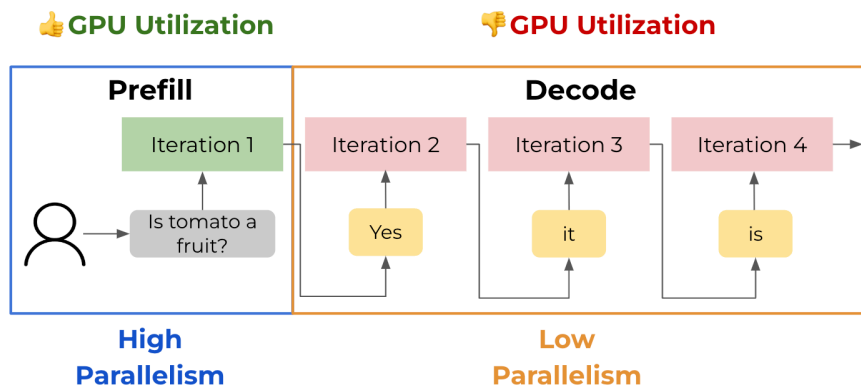 👍GPU Utilization
👎GPU Utilization
Prefill
Decode
Iteration 1
Iteration 2
Iteration 3
Iteration 4
Is tomato a
fruit?
Yes
it
is
High
Parallelism
Low
Parallelism